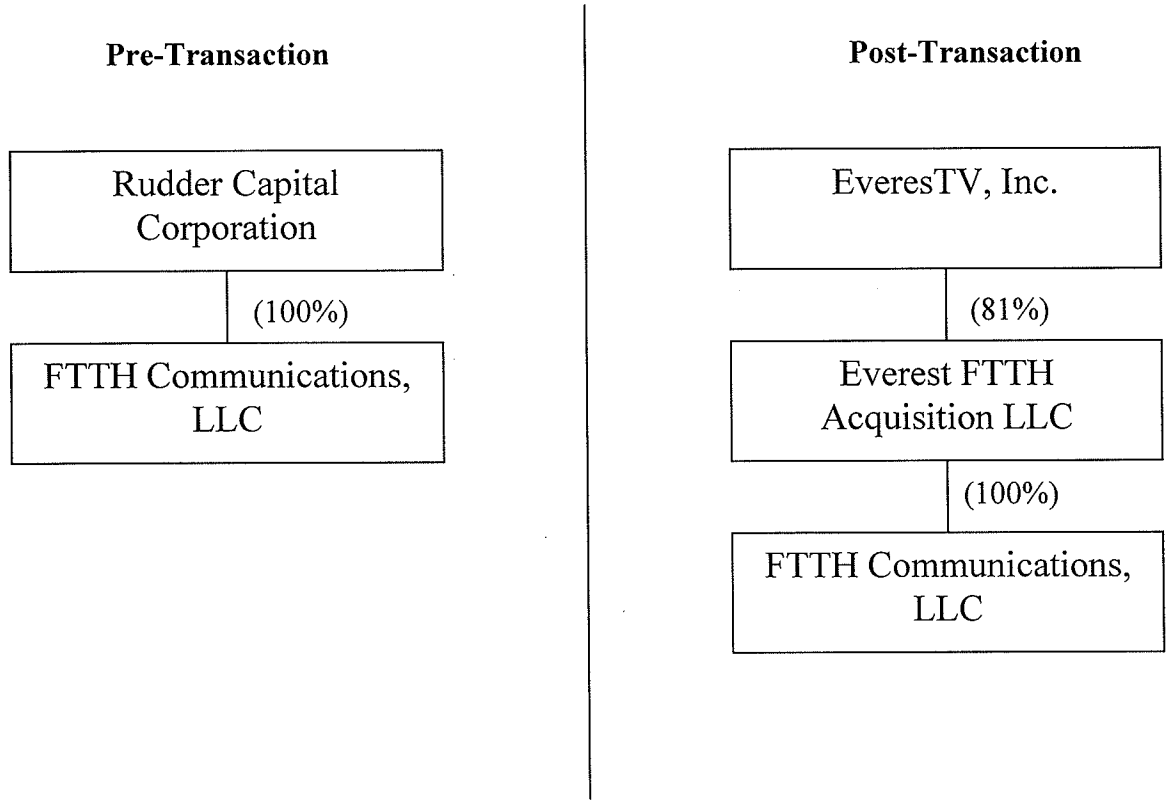 Pre-Transaction
Rudder Capital
Corporation
(100%)
FTTH Communications,
LLC
Post-Transaction
EveresTV, Inc.
(81%)
Everest FTTH
Acquisition LLC
(100%)
FTTH Communications,
LLC